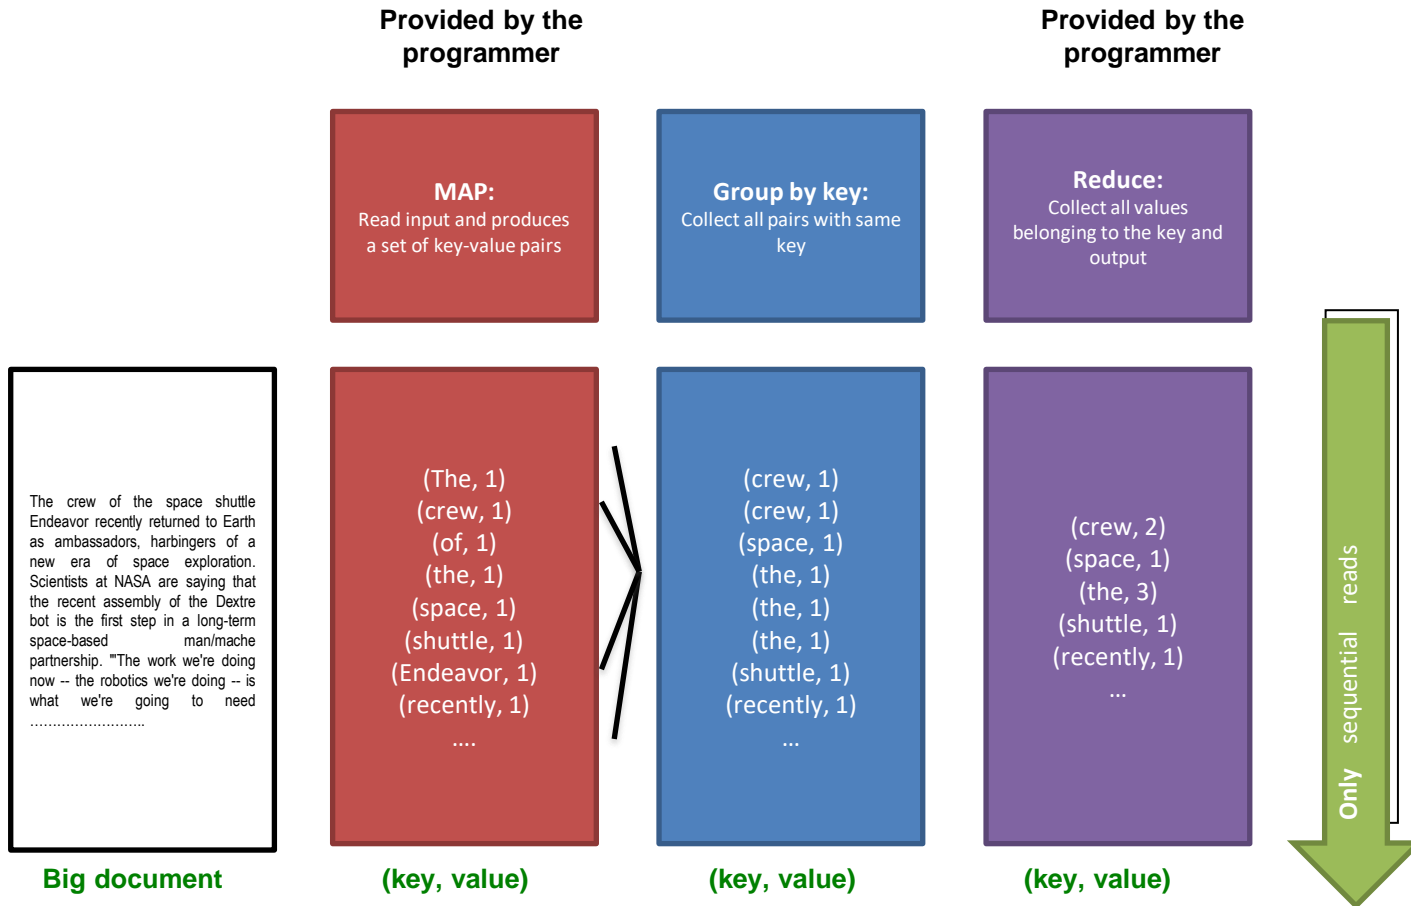 Provided by the
programmer
Provided by the
programmer
MAP:
Read input and produces
a set of key-value pairs
Group by key:
Collect all pairs with same
key
Reduce:
Collect all values
belonging to the key and
output
The crew of the space shuttle
Endeavor recently returned to Earth
as ambassadors, harbingers of a
new era of space exploration.
Scientists at NASA are saying that
the recent assembly of the Dextre
bot is the first step in a long-term
space-based man/mache
partnership. '"The work we're doing
now -- the robotics we're doing -- is
what we're going to need
……………………..
(The, 1)
(crew, 1)
(of, 1)
(the, 1)
(space, 1)
(shuttle, 1)
(Endeavor, 1)
(recently, 1)
….
(crew, 1)
(crew, 1)
(space, 1)
(the, 1)
(the, 1)
(the, 1)
(shuttle, 1)
(recently, 1)
…
(crew, 2)
(space, 1)
(the, 3)
(shuttle, 1)
(recently, 1)
…
Only sequential reads
Big document
(key, value)
(key, value)
(key, value)